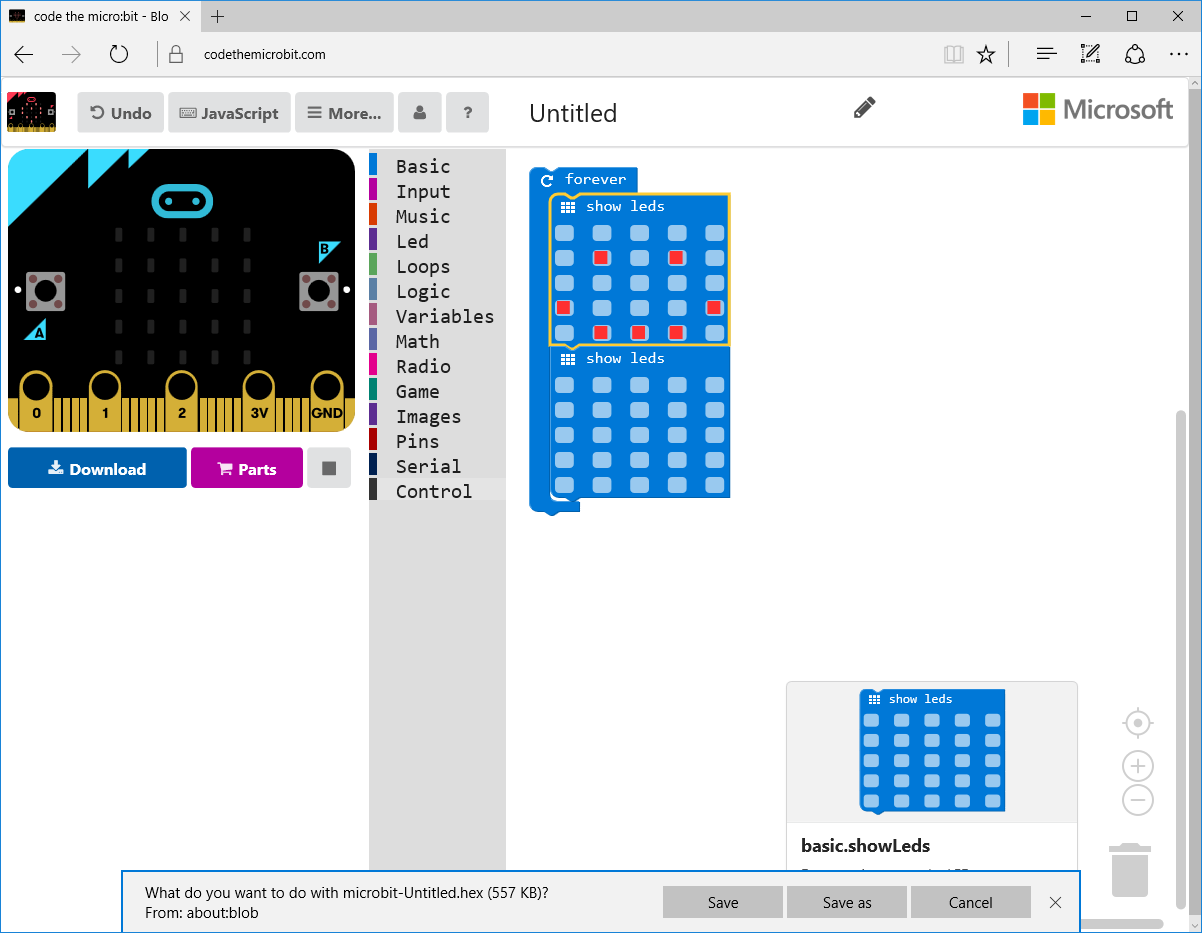 code the micro:bit - Blo
codethemicrobit.com
Undo
JavaScript
More...
?
Untitled
Microsoft
B
A
0 1 2 3V GND
Download
Parts
Basic
Input
Music
Led
Loops
Logic
Variables
Math
Radio
Game
Images
Pins
Serial
Control
forever
show leds
show leds
show leds
basic.showLeds
What do you want to do with microbit-Untitled.hex (557 KB)?
From: about:blob
Save
Save as
Cancel